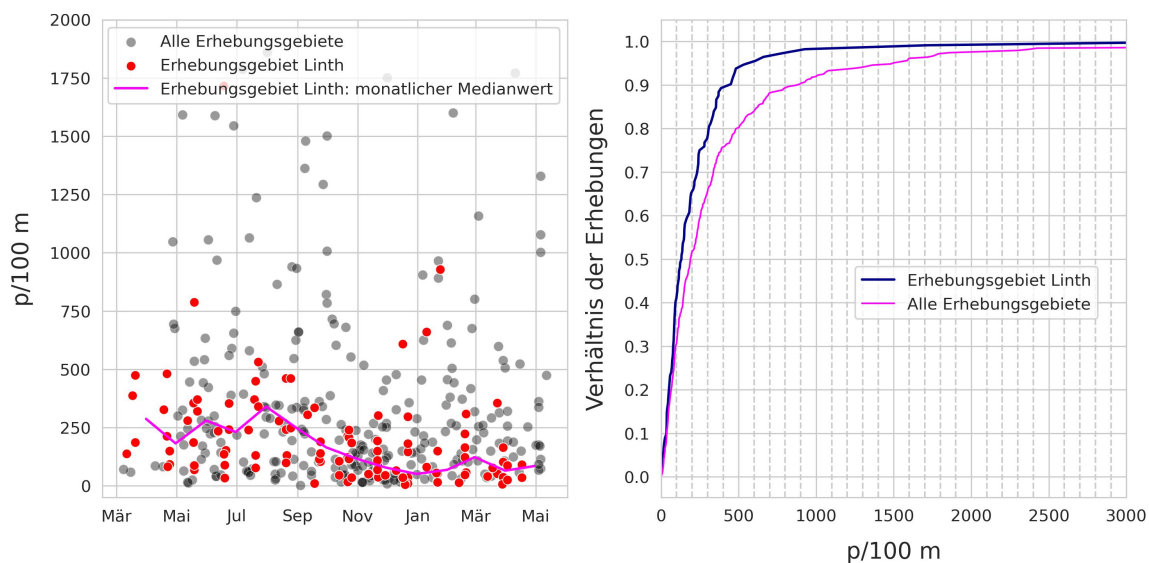 p/100 m
2000
1750
1500
1250
1000
750
500
250
0
Alle Erhebungsgebiete
Erhebungsgebiet Linth
Erhebungsgebiet Linth: monatlicher Medianwert
Mär
Mai
Jul
Sep
Nov
Jan
Mär
Mai
Verhältnis der Erhebungen
1.0
0.9
0.8
0.7
0.6
0.5
0.4
0.3
0.2
0.1
0.0
Erhebungsgebiet Linth
Alle Erhebungsgebiete
0
500
1000
1500
2000
2500
3000
p/100 m